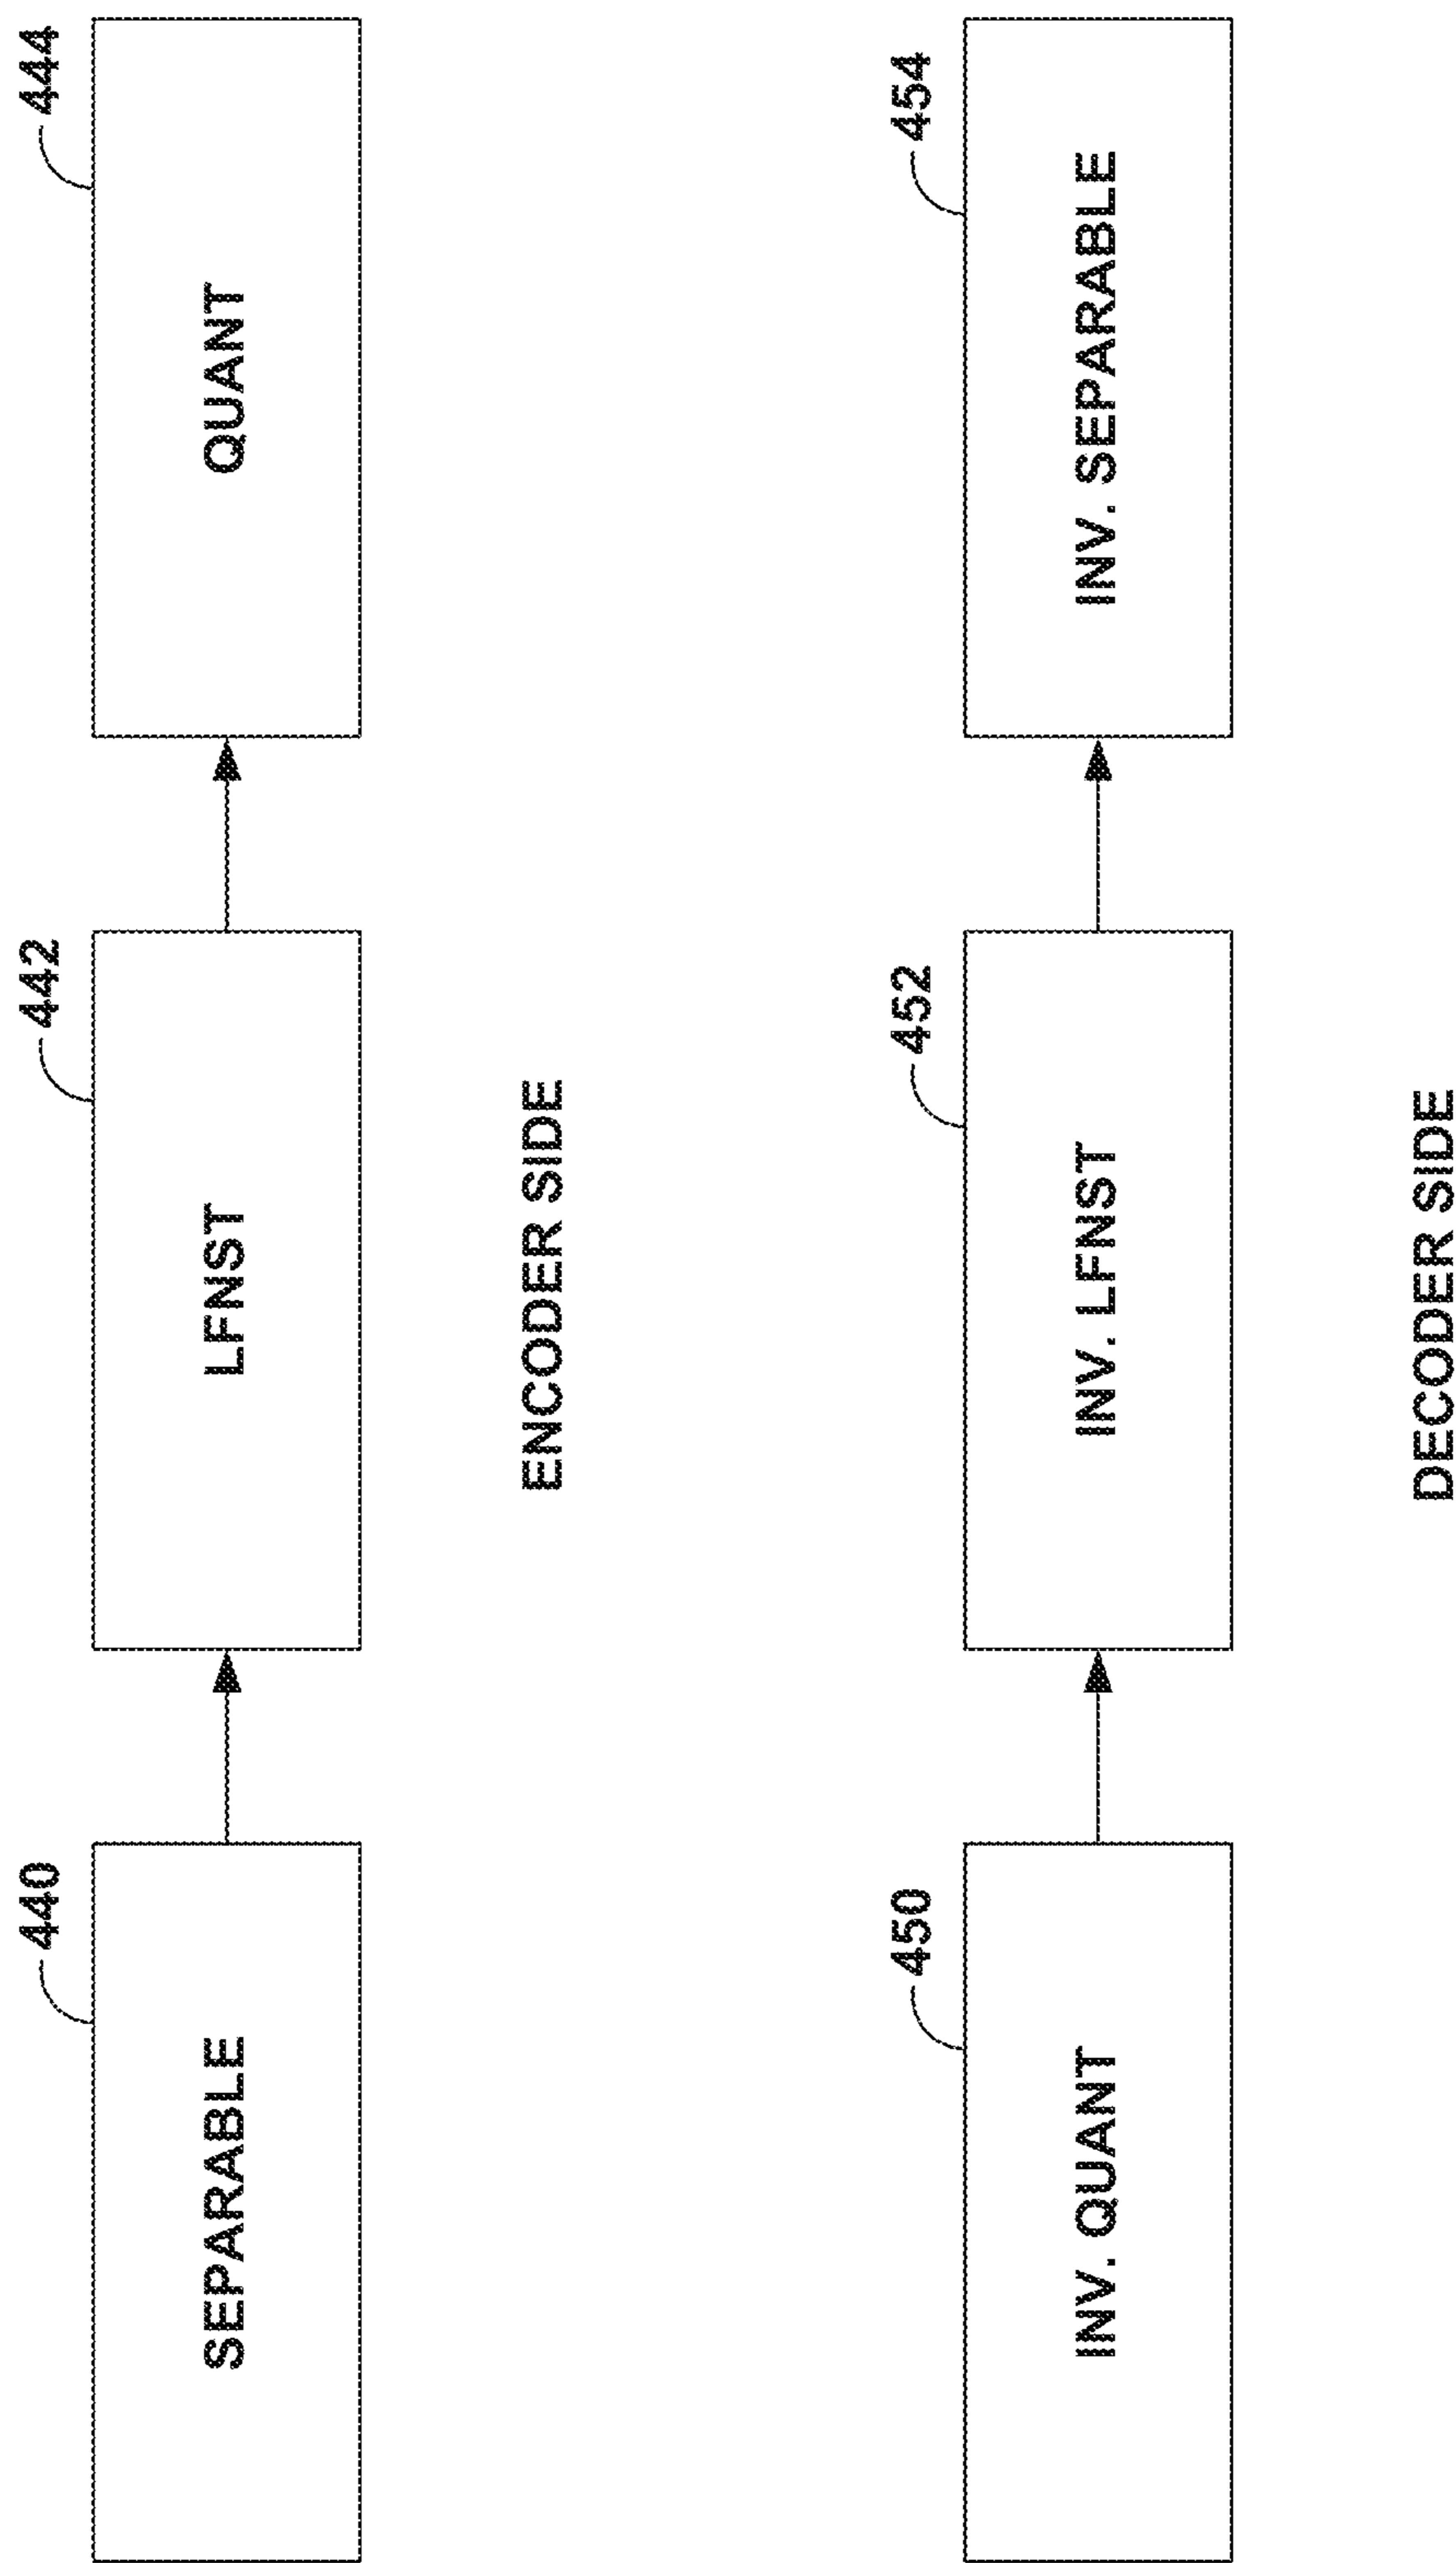 440
442
444
SEPARABLE
LFNST
QUANT
ENCODER SIDE
450
452
454
INV. QUANT
INV. LFNST
INV. SEPARABLE
DECODER SIDE